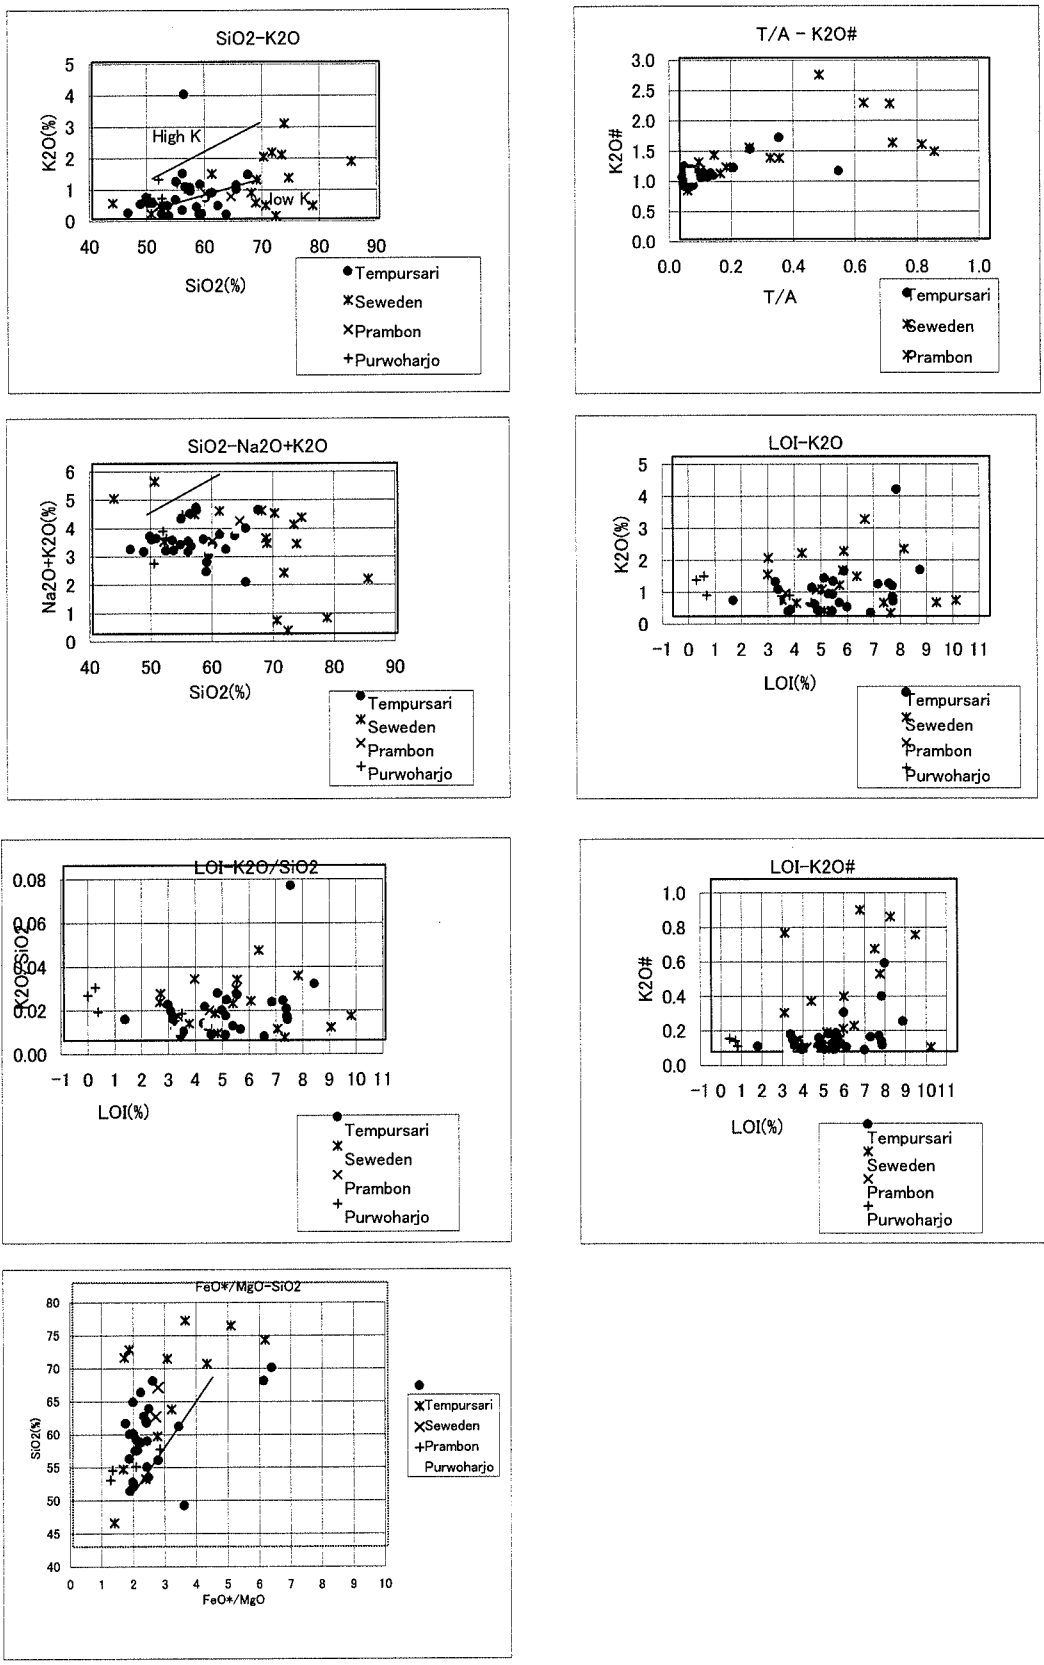 SiO2-K2O
K2O(%)
5
4
3
2
1
0
High K
low K
40 50 60 70 80 90
SiO2(%)
Tempursari
Seweden
Prambon
Purwoharjo
T/A - K2O#
K2O#
3.0
2.5
2.0
1.5
1.0
0.5
0.0
0.0 0.2 0.4 0.6 0.8 1.0
T/A
Tempursari
Seweden
Prambon
SiO2-Na2O+K2O
Na2O+K2O(%)
6
5
4
3
2
1
0
40 50 60 70 80 90
SiO2(%)
Tempursari
Seweden
Prambon
Purwoharjo
LOI-K2O
K2O(%)
5
4
3
2
1
0
-1 0 1 2 3 4 5 6 7 8 9 10 11
LOI(%)
Tempursari
Seweden
Prambon
Purwoharjo
LOI-K2O/SiO2
K2O/SiO2
0.08
0.06
0.04
0.02
0.00
-1 0 1 2 3 4 5 6 7 8 9 10 11
LOI(%)
Tempursari
Seweden
Prambon
Purwoharjo
LOI-K2O#
K2O#
1.0
0.8
0.6
0.4
0.2
0.0
-1 0 1 2 3 4 5 6 7 8 9 1011
LOI(%)
Tempursari
Seweden
Prambon
Purwoharjo
FeO*/MgO-SiO2
SiO2(%)
80
75
70
65
60
55
50
45
40
0 1 2 3 4 5 6 7 8 9 10
FeO*/MgO
Tempursari
Seweden
Prambon
Purwoharjo